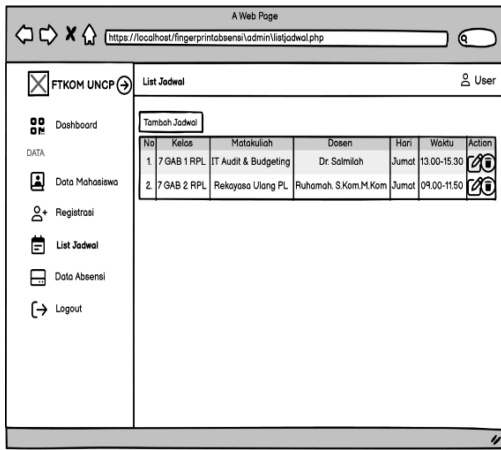 A Web Page
https://localhost/fingerprintabsensi\admin\listjadwal.php
FTKOM UNCP
List Jadwal
User
Dashboard
DATA
Data Mahasiswa
Registrasi
List Jadwal
Data Absensi
Logout
Tambah Jadwal
No Kelas Matakuliah Dosen Hari Waktu Action
1. 7 GAB 1 RPL IT Audit & Budgeting Dr. Salmilah Jumat 13.00-15.30
2. 7 GAB 2 RPL Rekayasa Ulang PL Ruhamah. S.Kom.M.Kom Jumat 09.00-11.50